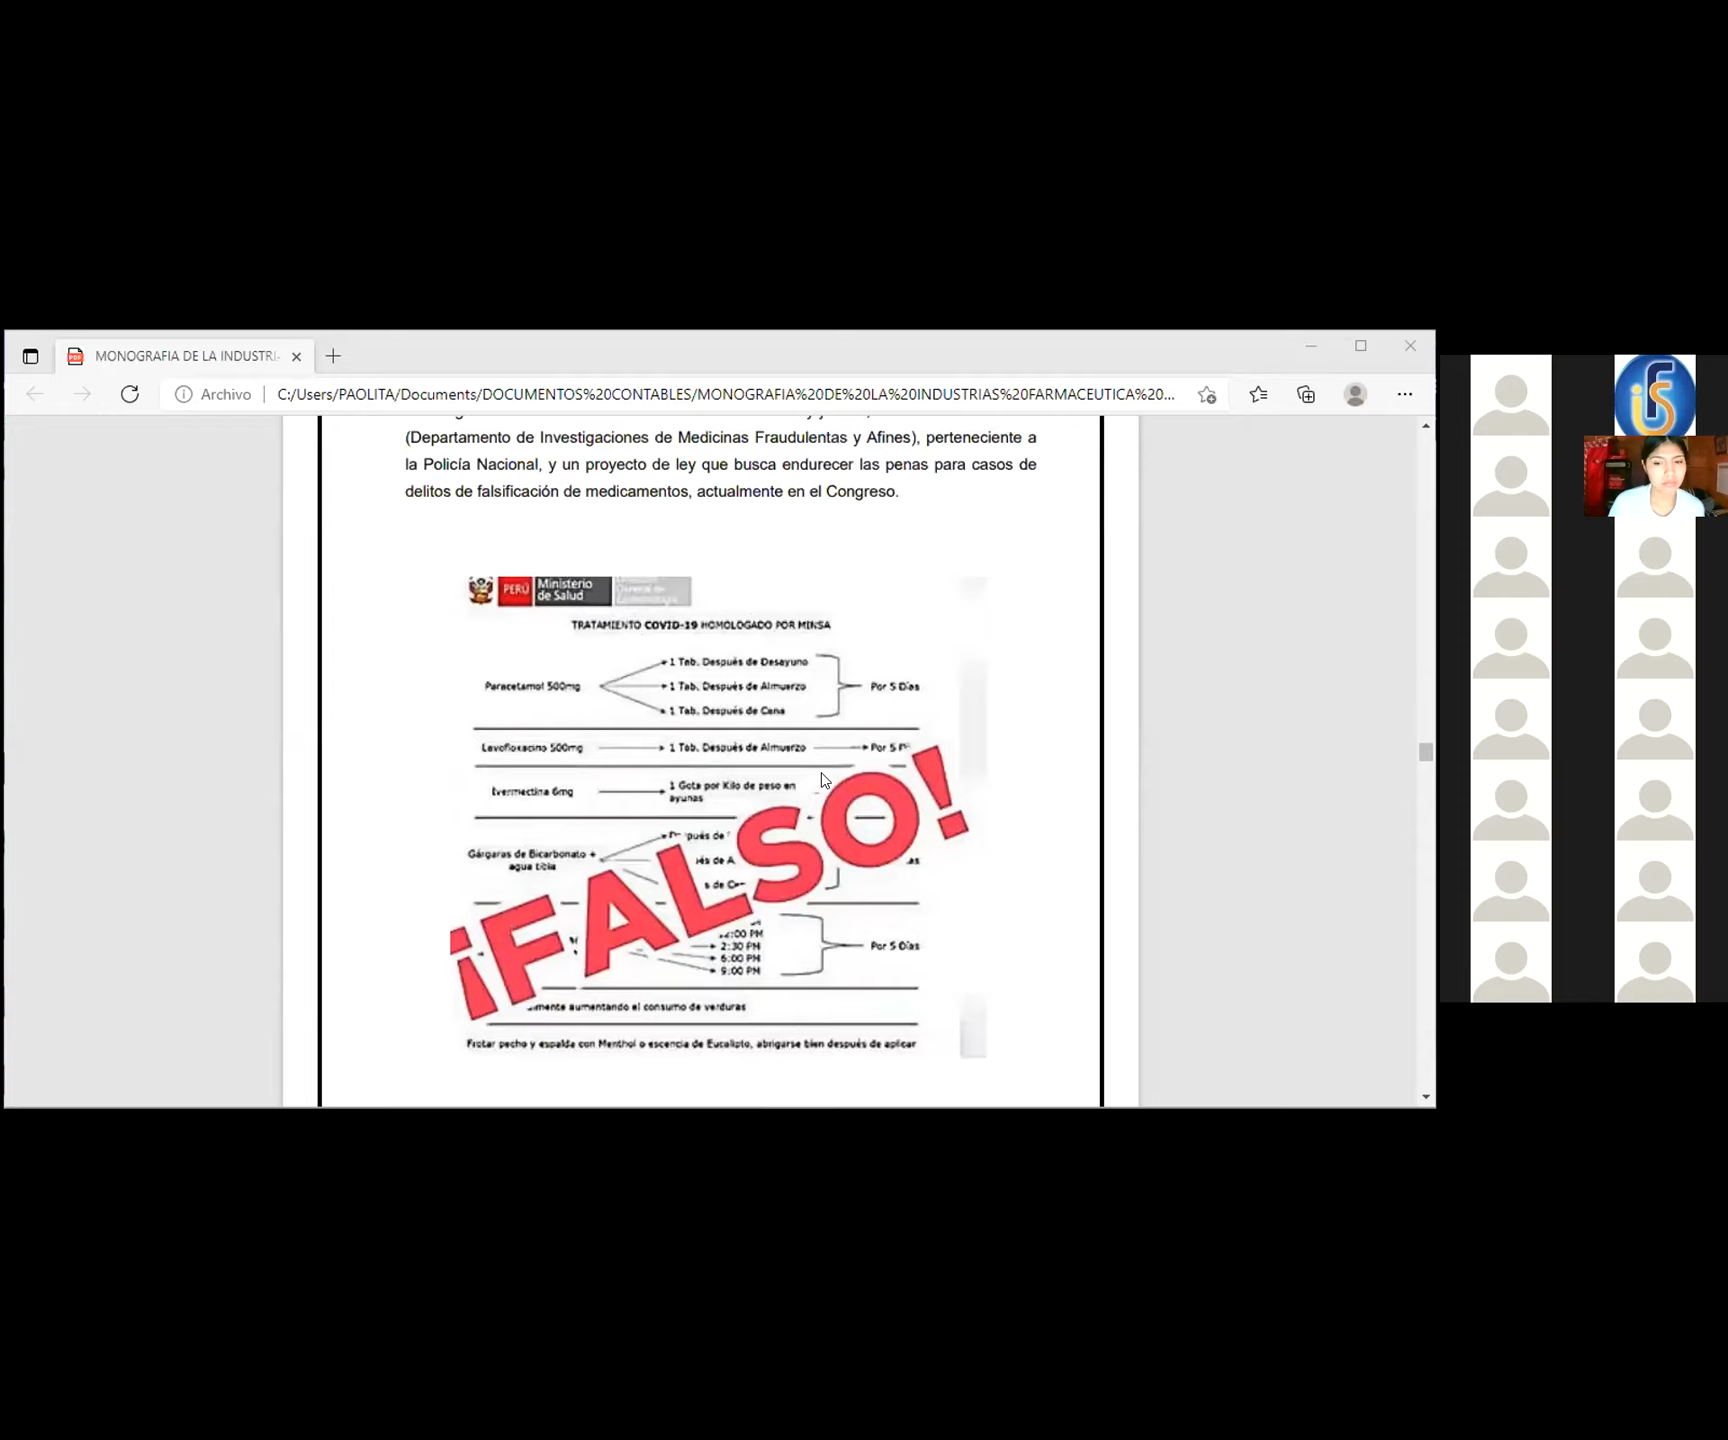 MONOGRAFIA DE LA INDUSTRI
Archivo
C:/Users/PAOLITA/Documents/DOCUMENTOS%20CONTABLES/MONOGRAFIA%20DE%20LA%20INDUSTRIAS%20FARMACEUTICA%20...
(Departamento de Investigaciones de Medicinas Fraudulentas y Afines), perteneciente a
la Policía Nacional, y un proyecto de ley que busca endurecer las penas para casos de
delitos de falsificación de medicamentos, actualmente en el Congreso.
PERÚ
Ministerio
de Salud
General de
TRATAMIENTO COVID-19 HOMOLOGADO POR MINSA
Paracetamol 500mg
1 Tab. Después de Desayuno
1 Tab. Después de Almuerzo
1 Tab. Después de Cena
Por 5 Días
Levofloxacino 500mg
1 Tab. Después de Almuerzo
Por 5
Ivermectina 6mg
1 Gota por Kilo de peso en
ayunas
Gárgaras de Bicarbonato +
agua tibia
¡FALSO!
2:30 PM
6:00 PM
9:00 PM
Por 5 Días
aumentando el consumo de verduras
Frotar pecho y espalda con Menthol o escencia de Eucalipto, abrigarse bien después de aplicar